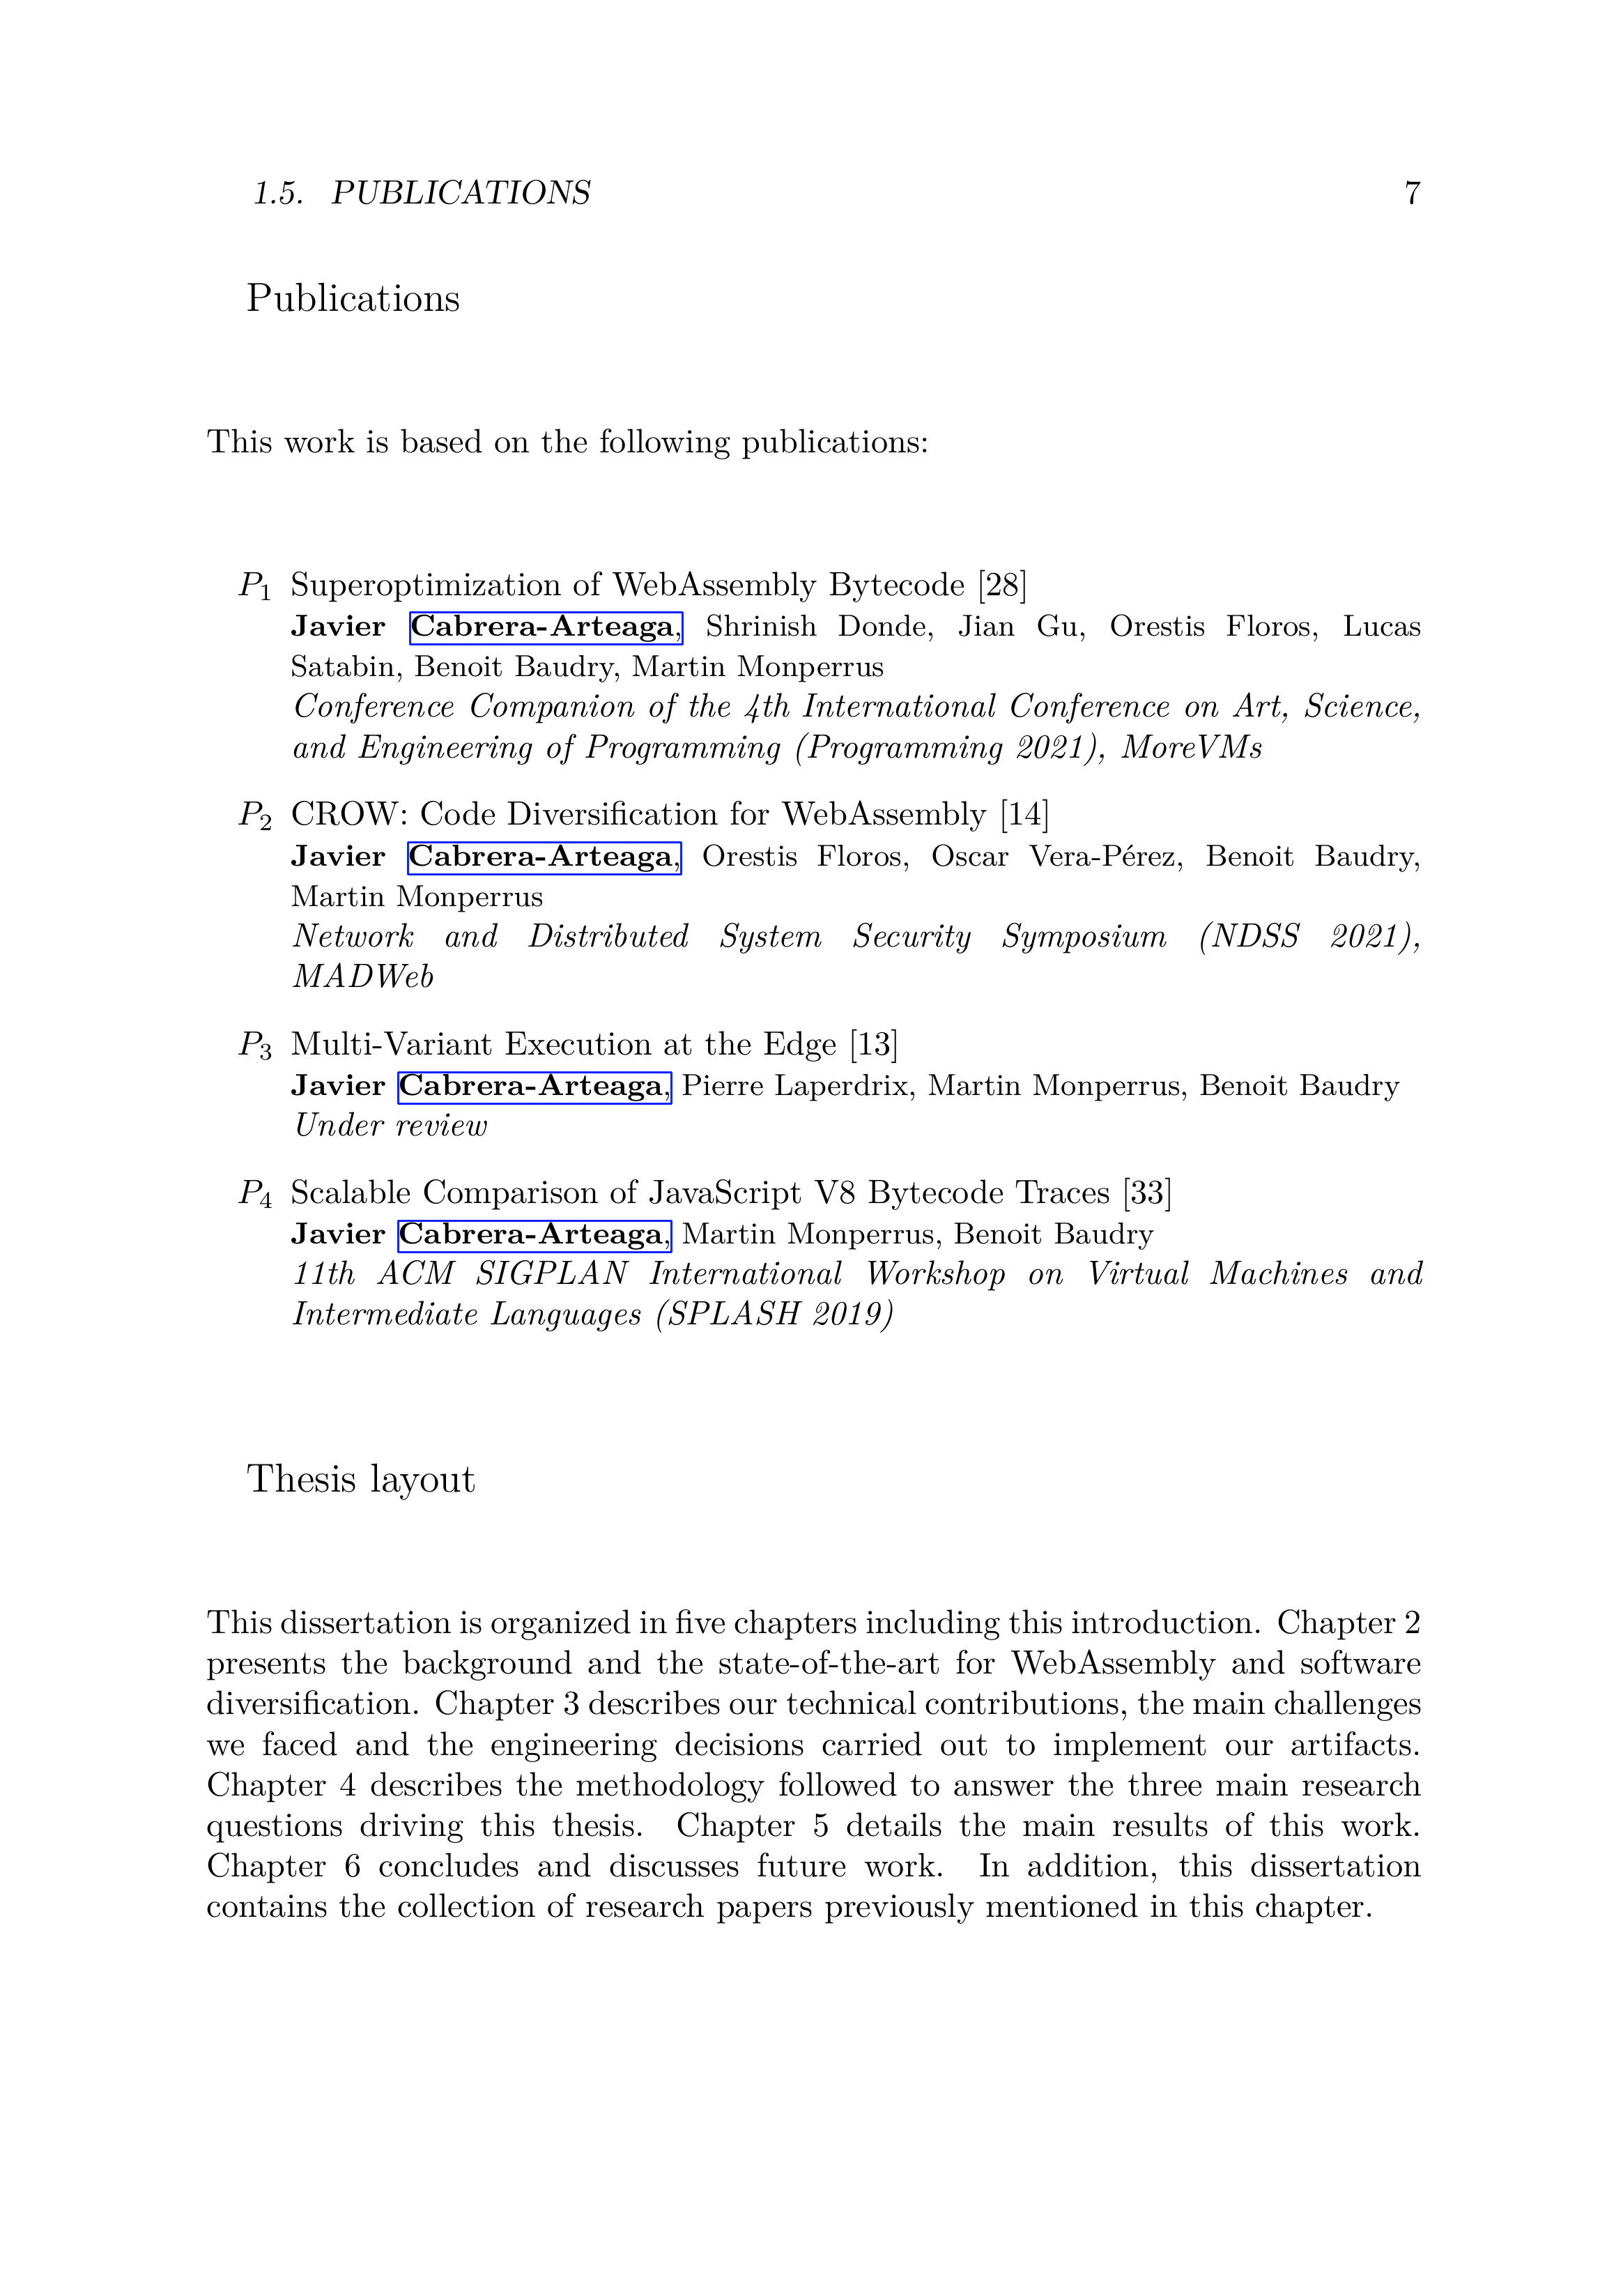 1.5. PUBLICATIONS 7
Publications
This work is based on the following publications:
P1 Superoptimization of WebAssembly Bytecode [28]
Javier Cabrera-Arteaga, Shrinish Donde, Jian Gu, Orestis Floros, Lucas
Satabin, Benoit Baudry, Martin Monperrus
Conference Companion of the 4th International Conference on Art, Science,
and Engineering of Programming (Programming 2021), MoreVMs
P2 CROW: Code Diversification for WebAssembly [14]
Javier Cabrera-Arteaga, Orestis Floros, Oscar Vera-Pérez, Benoit Baudry,
Martin Monperrus
Network and Distributed System Security Symposium (NDSS 2021),
MADWeb
P3 Multi-Variant Execution at the Edge [13]
Javier Cabrera-Arteaga, Pierre Laperdrix, Martin Monperrus, Benoit Baudry
Under review
P4 Scalable Comparison of JavaScript V8 Bytecode Traces [33]
Javier Cabrera-Arteaga, Martin Monperrus, Benoit Baudry
11th ACM SIGPLAN International Workshop on Virtual Machines and
Intermediate Languages (SPLASH 2019)
Thesis layout
This dissertation is organized in five chapters including this introduction. Chapter 2
presents the background and the state-of-the-art for WebAssembly and software
diversification. Chapter 3 describes our technical contributions, the main challenges
we faced and the engineering decisions carried out to implement our artifacts.
Chapter 4 describes the methodology followed to answer the three main research
questions driving this thesis. Chapter 5 details the main results of this work.
Chapter 6 concludes and discusses future work. In addition, this dissertation
contains the collection of research papers previously mentioned in this chapter.